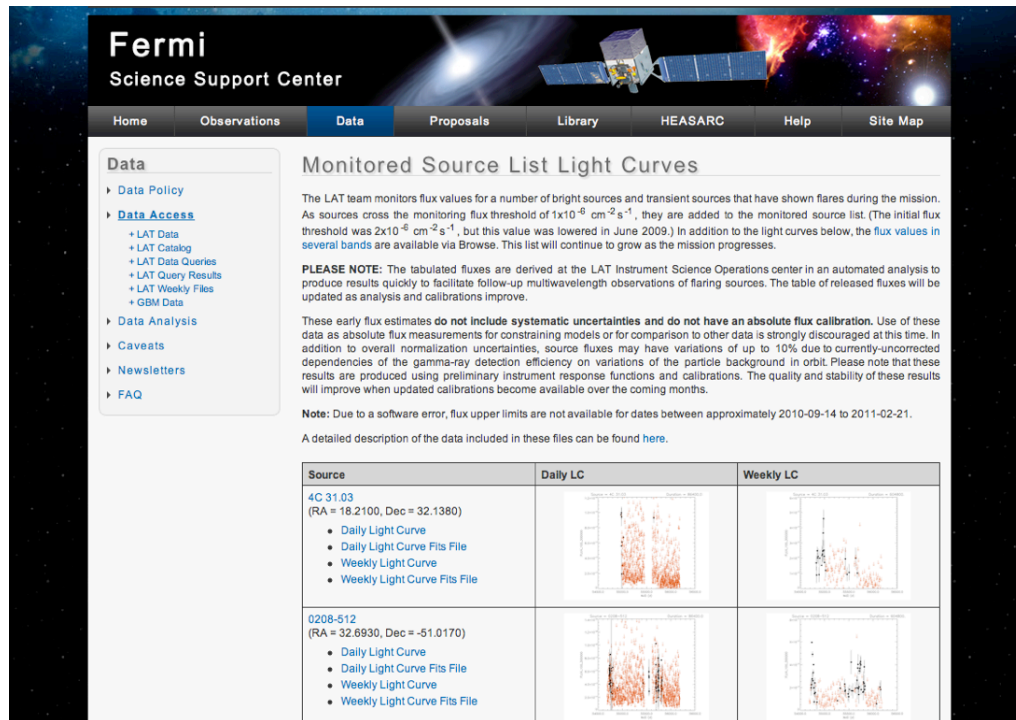 Fermi
Science Support Center
Home Observations Data Proposals Library HEASARC Help Site Map
Data
Data Policy
Data Access
+ LAT Data
+ LAT Catalog
+ LAT Data Queries
+ LAT Query Results
+ LAT Weekly Files
+ GBM Data
Data Analysis
Caveats
Newsletters
FAQ
Monitored Source List Light Curves
The LAT team monitors flux values for a number of bright sources and transient sources that have shown flares during the mission.
As sources cross the monitoring flux threshold of 1x10⁻⁶ cm⁻² s⁻¹ , they are added to the monitored source list. (The initial flux
threshold was 2x10⁻⁶ cm⁻² s⁻¹ , but this value was lowered in June 2009.) In addition to the light curves below, the flux values in
several bands are available via Browse. This list will continue to grow as the mission progresses.
PLEASE NOTE: The tabulated fluxes are derived at the LAT Instrument Science Operations center in an automated analysis to
produce results quickly to facilitate follow-up multiwavelength observations of flaring sources. The table of released fluxes will be
updated as analysis and calibrations improve.
These early flux estimates do not include systematic uncertainties and do not have an absolute flux calibration. Use of these
data as absolute flux measurements for constraining models or for comparison to other data is strongly discouraged at this time. In
addition to overall normalization uncertainties, source fluxes may have variations of up to 10% due to currently-uncorrected
dependencies of the gamma-ray detection efficiency on variations of the particle background in orbit. Please note that these
results are produced using preliminary instrument response functions and calibrations. The quality and stability of these results
will improve when updated calibrations become available over the coming months.
Note: Due to a software error, flux upper limits are not available for dates between approximately 2010-09-14 to 2011-02-21.
A detailed description of the data included in these files can be found here.
Source Daily LC Weekly LC
4C 31.03
(RA = 18.2100, Dec = 32.1380)
Daily Light Curve
Daily Light Curve Fits File
Weekly Light Curve
Weekly Light Curve Fits File
0208-512
(RA = 32.6930, Dec = -51.0170)
Daily Light Curve
Daily Light Curve Fits File
Weekly Light Curve
Weekly Light Curve Fits File